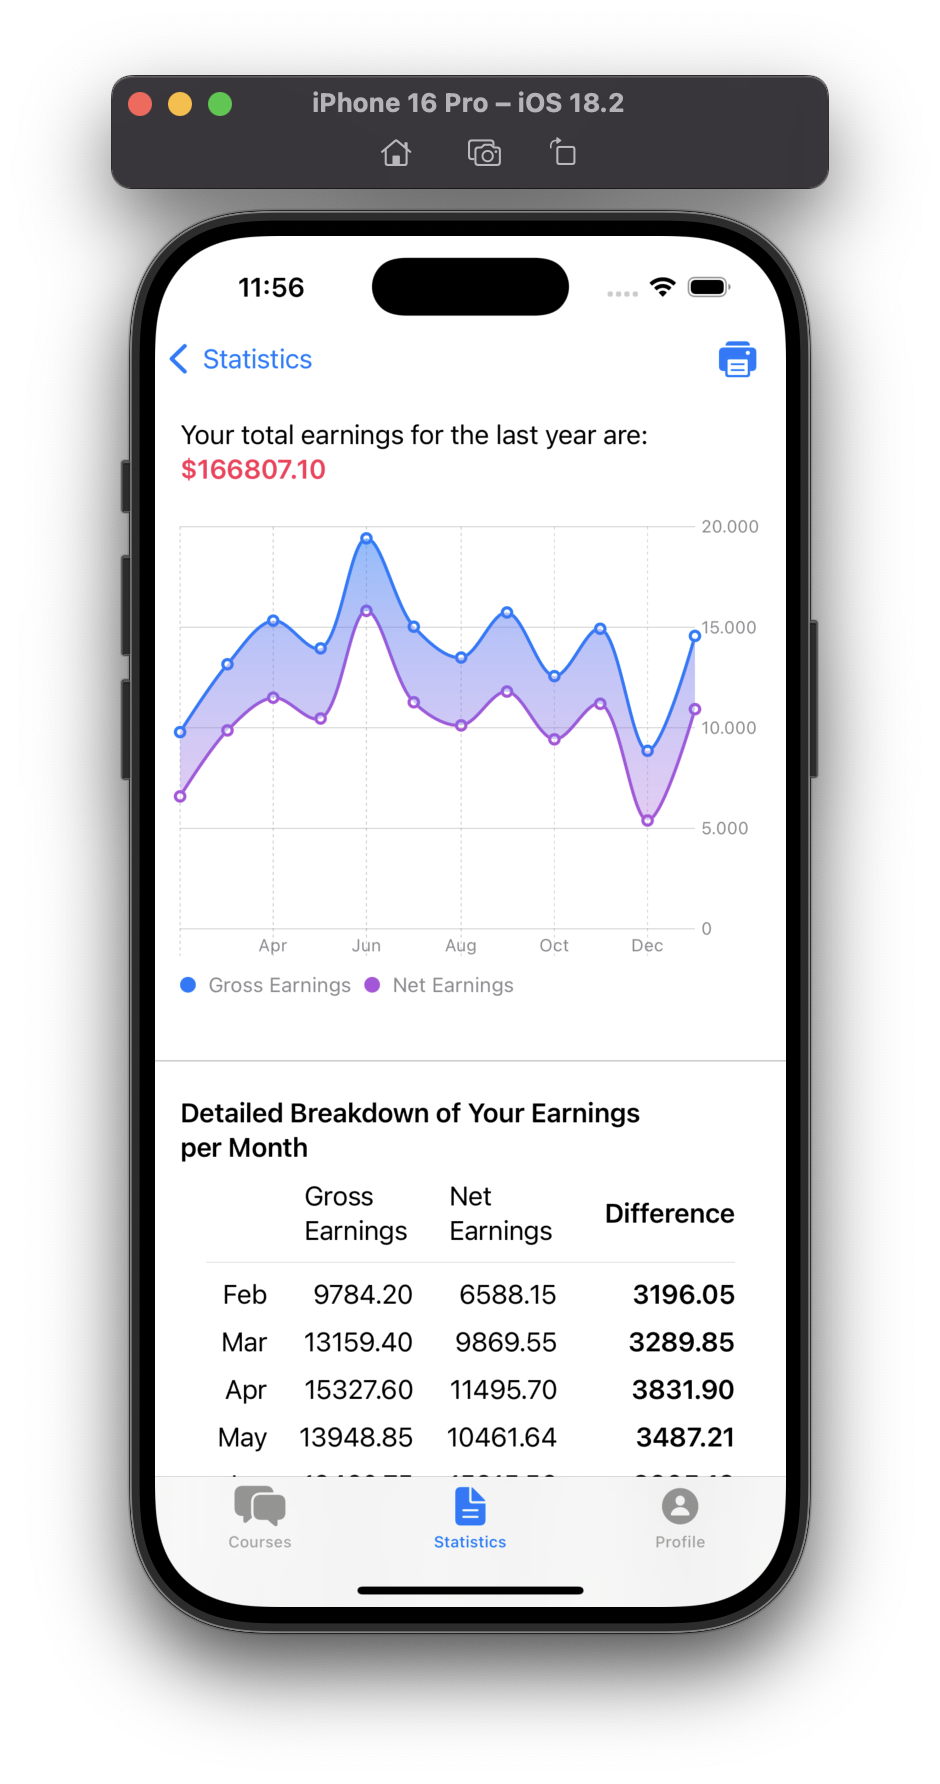 iPhone 16 Pro – iOS 18.2
11:56
Statistics
Your total earnings for the last year are:
$166807.10
20.000
15.000
10.000
5.000
0
Apr Jun Aug Oct Dec
Gross Earnings Net Earnings
Detailed Breakdown of Your Earnings
per Month
Gross Earnings Net Earnings Difference
Feb 9784.20 6588.15 3196.05
Mar 13159.40 9869.55 3289.85
Apr 15327.60 11495.70 3831.90
May 13948.85 10461.64 3487.21
Courses Statistics Profile